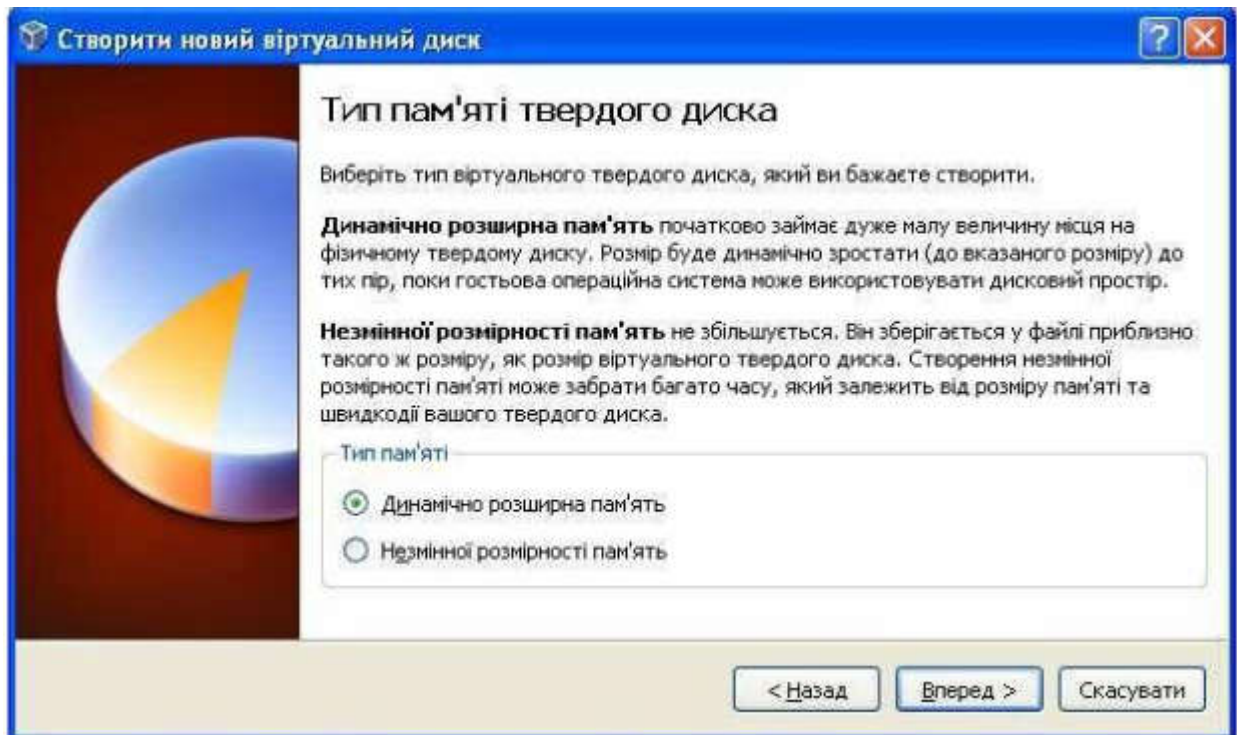 Створити новий віртуальний диск
Тип пам'яті твердого диска
Виберіть тип віртуального твердого диска, який ви бажаєте створити.
Динамічно розширна пам'ять початково займає дуже малу величину місця на
фізичному твердому диску. Розмір буде динамічно зростати (до вказаного розміру) до
тих пір, поки гостьова операційна система може використовувати дисковий простір.
Незмінної розмірності пам'ять не збільшується. Він зберігається у файлі приблизно
такого ж розміру, як розмір віртуального твердого диска. Створення незмінної
розмірності пам'яті може забрати багато часу, який залежить від розміру пам'яті та
швидкодії вашого твердого диска.
Тип пам'яті
Динамічно розширна пам'ять
Незмінної розмірності пам'ять
< Назад
Вперед >
Скасувати